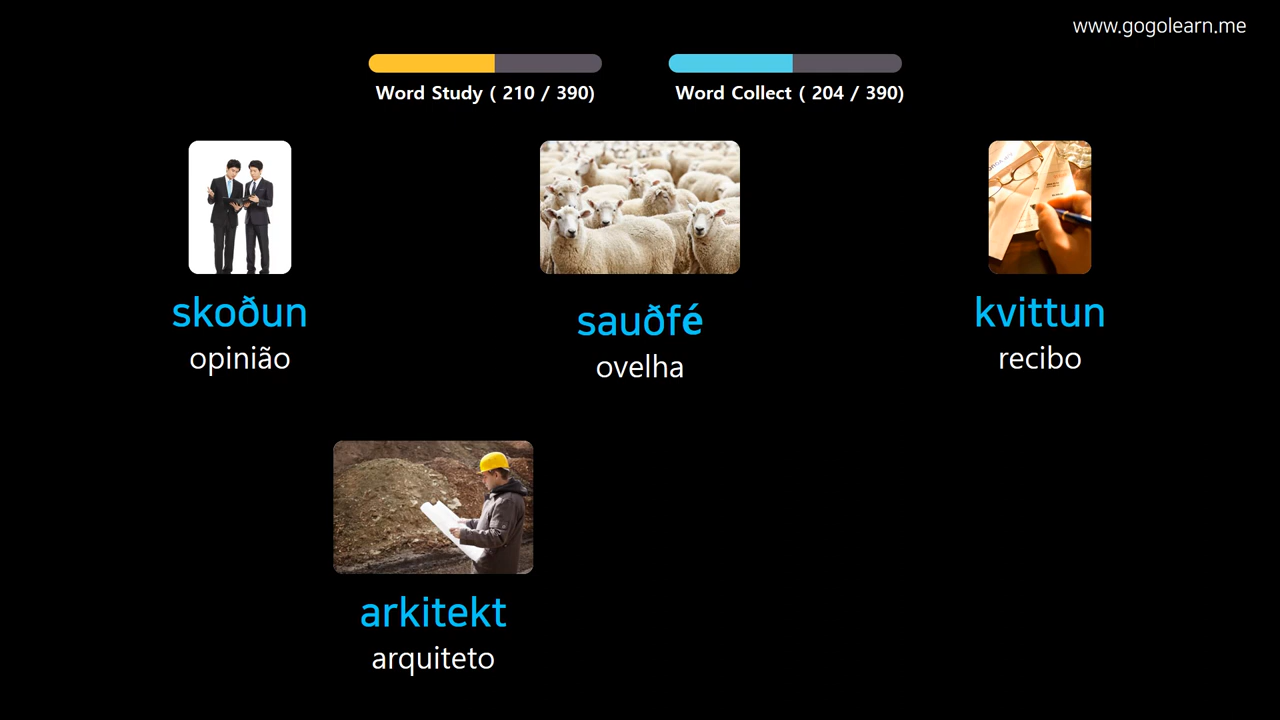 www.gogolearn.me
Word Study ( 210 / 390)
Word Collect ( 204 / 390)
skoðun
opinião
sauðfé
ovelha
kvittun
recibo
arkitekt
arquiteto